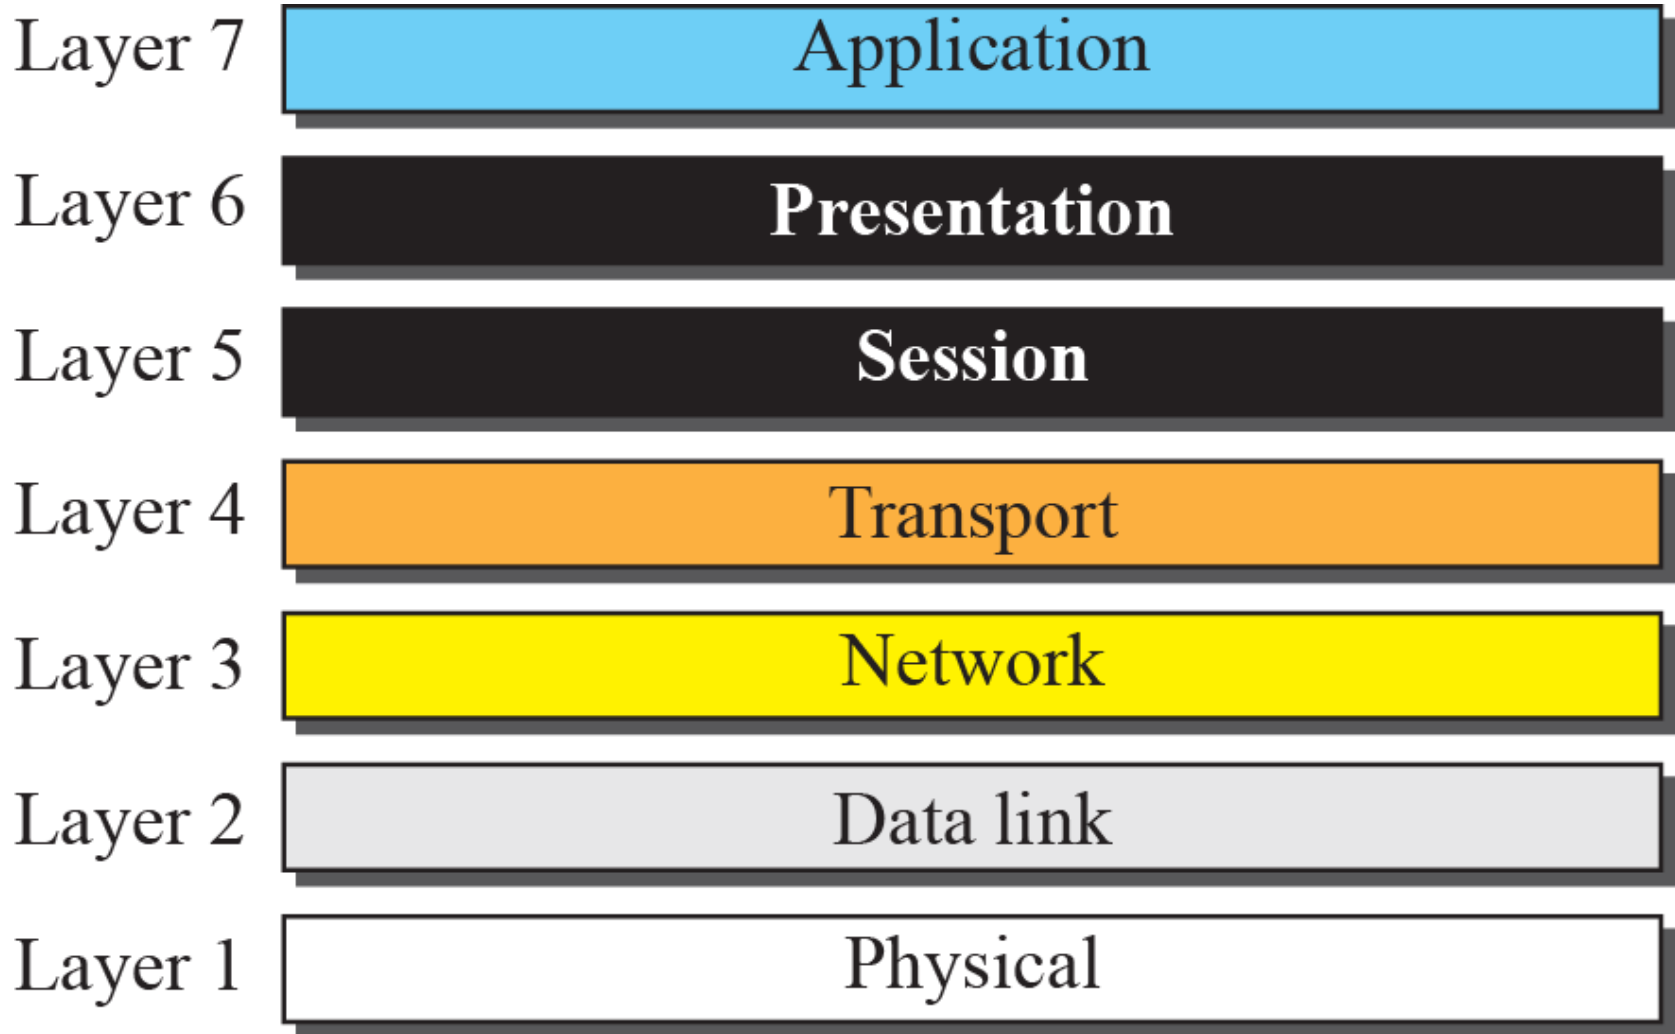 Layer 7 Application
Layer 6 Presentation
Layer 5 Session
Layer 4 Transport
Layer 3 Network
Layer 2 Data link
Layer 1 Physical